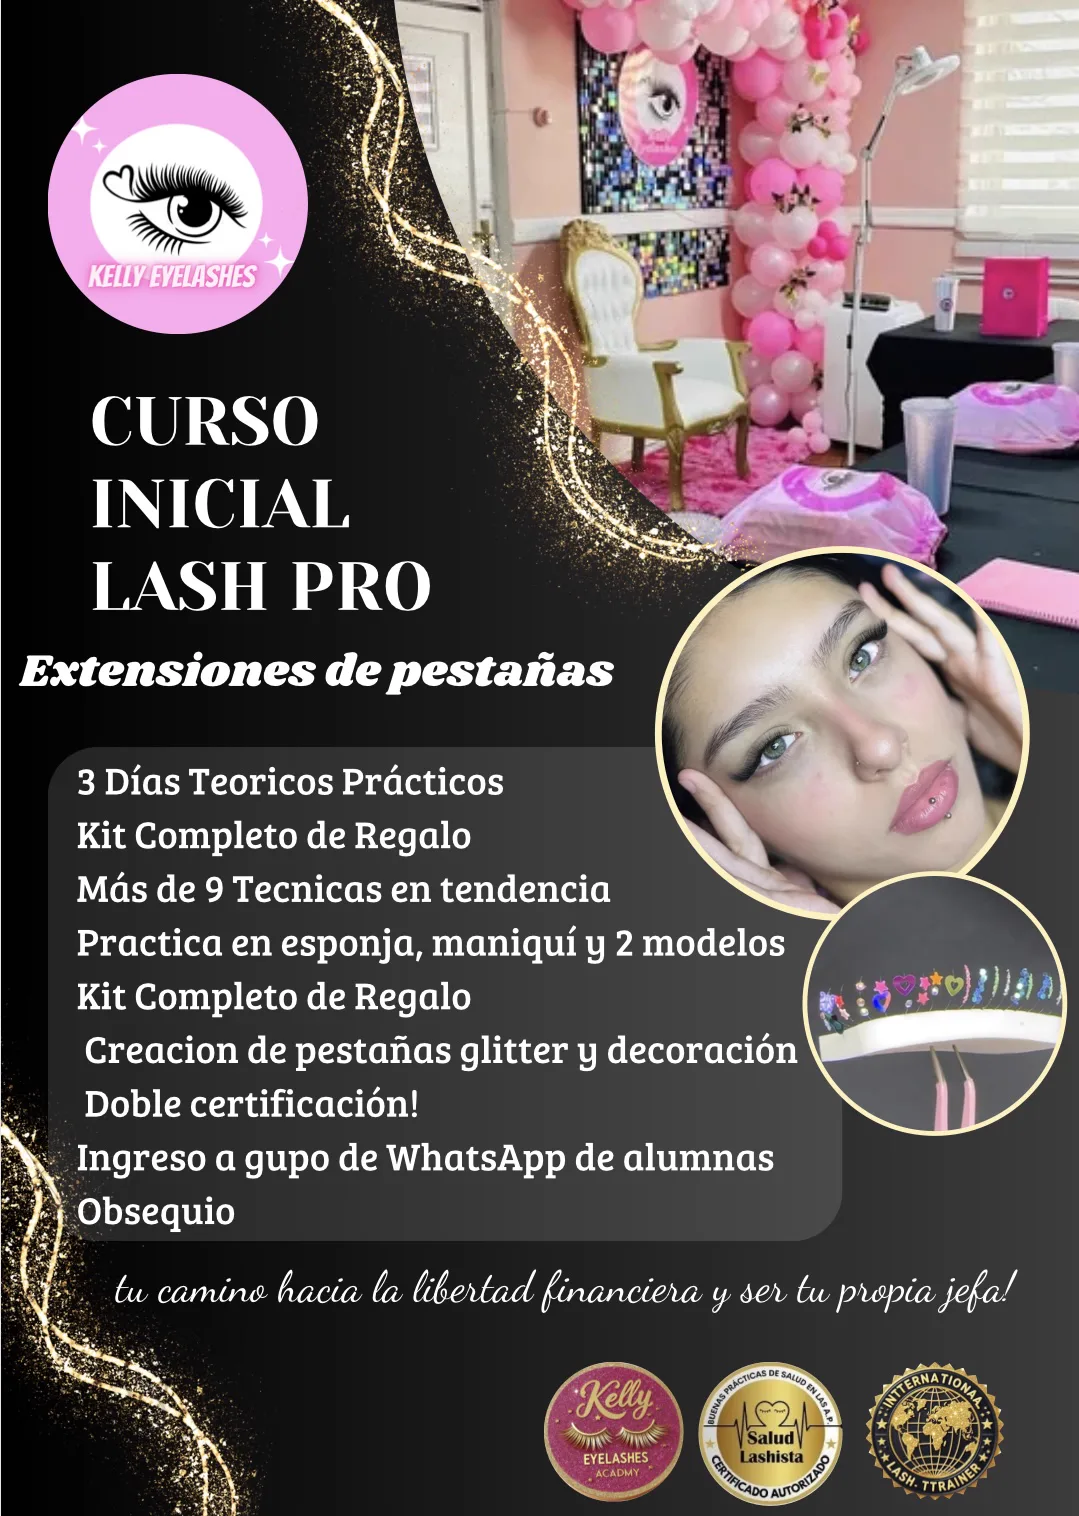 KELLY EYELASHES
CURSO
INICIAL
LASH PRO
Extensiones de pestañas
3 Días Teoricos Prácticos
Kit Completo de Regalo
Más de 9 Tecnicas en tendencia
Practica en esponja, maniquí y 2 modelos
Kit Completo de Regalo
Creacion de pestañas glitter y decoración
Doble certificación!
Ingreso a gupo de WhatsApp de alumnas
Obsequio
tu camino hacia la libertad financiera y ser tu propia jefa!
Kelly
EYELASHES
ACADMY
BUENAS PRÁCTICAS DE SALUD EN LAS A.P.
Salud
Lashista
CERTIFICADO AUTORIZADO
INTTERNATIONAL
LASH- TTRAINER